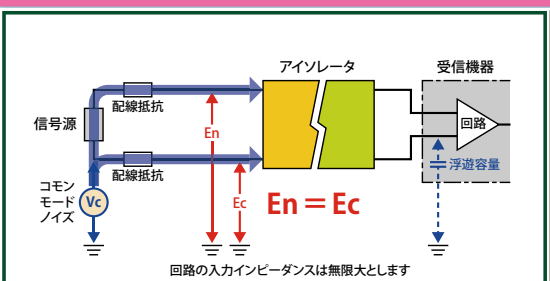 アイソレータ
受信機器
配線抵抗
信号源
回路
En
配線抵抗
浮遊容量
コモン
モード
ノイズ
Vc
Ec
En＝Ec
回路の入力インピーダンスは無限大とします